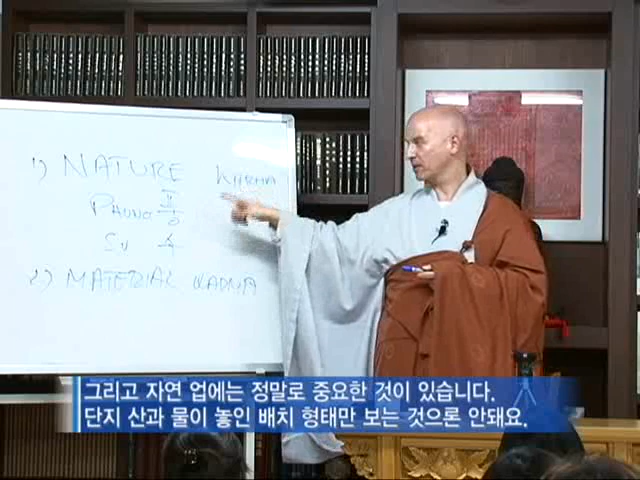 1) NATURE KARMA
PHUNG 풍
SU 수
2) MATERIAL KARMA
그리고 자연 업에는 정말로 중요한 것이 있습니다.
단지 산과 물이 놓인 배치 형태만 보는 것으론 안돼요.